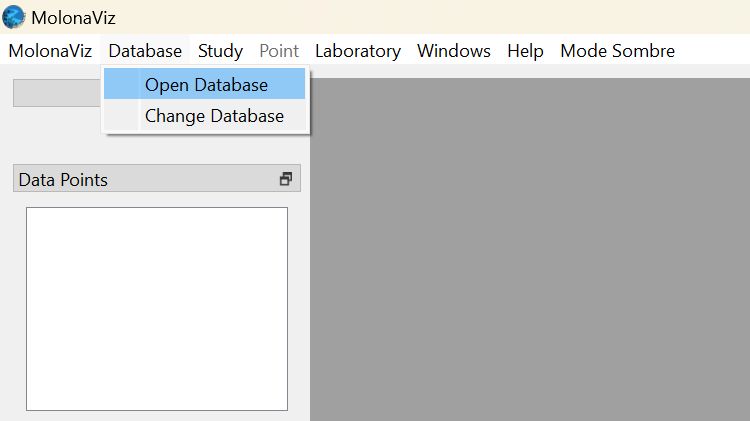 MolonaViz
MolonaViz Database Study Point Laboratory Windows Help Mode Sombre
Open Database
Change Database
Data Points